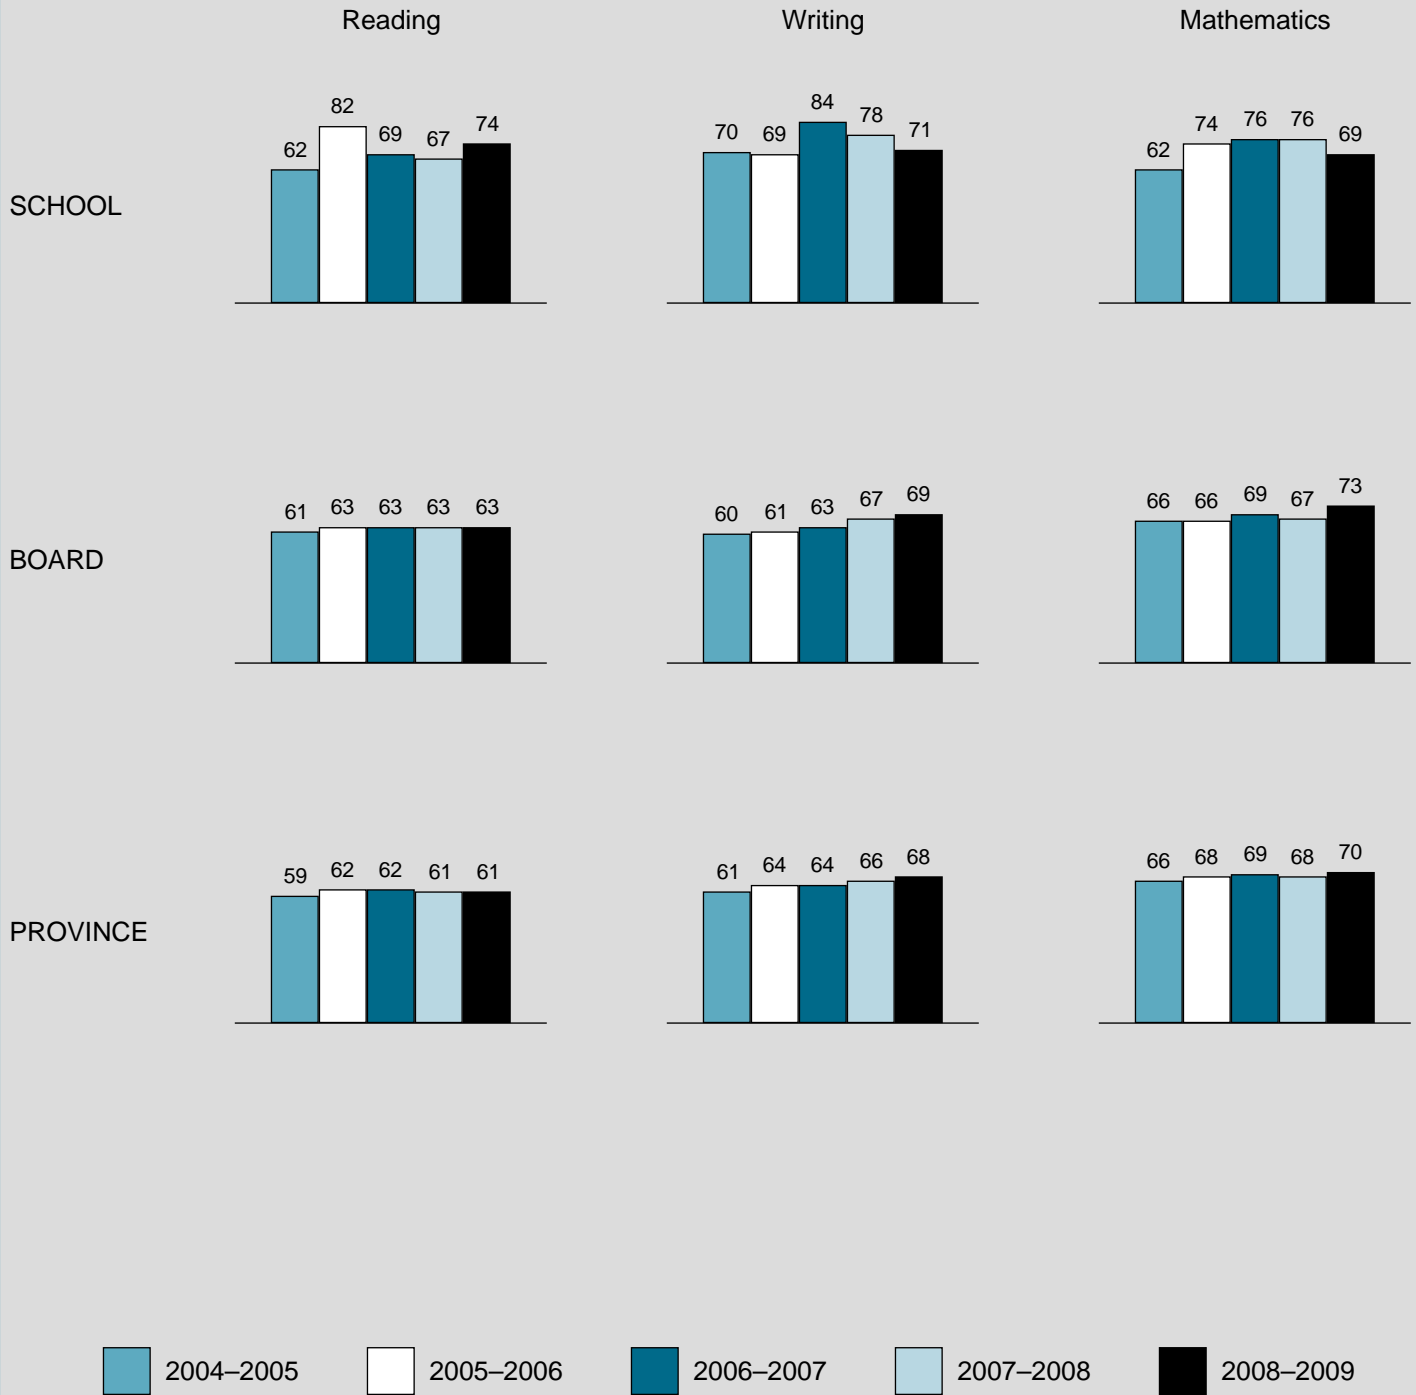 Reading Writing Mathematics
SCHOOL
62 82 69 67 74
70 69 84 78 71
62 74 76 76 69
BOARD
61 63 63 63 63
60 61 63 67 69
66 66 69 67 73
PROVINCE
59 62 62 61 61
61 64 64 66 68
66 68 69 68 70
2004–2005 2005–2006 2006–2007 2007–2008 2008–2009